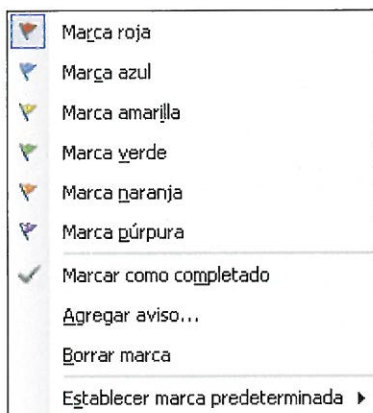 Marca roja
Marca azul
Marca amarilla
Marca verde
Marca naranja
Marca púrpura
Marcar como completado
Agregar aviso...
Borrar marca
Establecer marca predeterminada